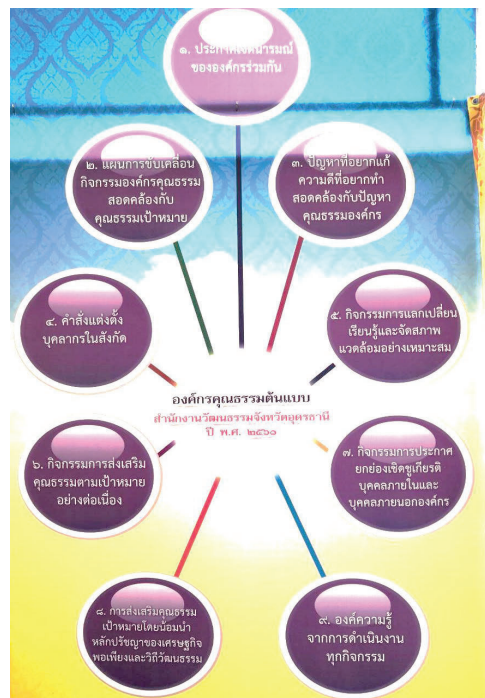 ๑. ประกาศเจตนารมณ์
ขององค์กรร่วมกัน
๒. แผนการขับเคลื่อน
กิจกรรมองค์กรคุณธรรม
สอดคล้องกับ
คุณธรรมเป้าหมาย
๓. ปัญหาที่อยากแก้
ความดีที่อยากทำ
สอดคล้องกับปัญหา
คุณธรรมองค์กร
๔. คำสั่งแต่งตั้ง
บุคลากรในสังกัด
๕. กิจกรรมการแลกเปลี่ยน
เรียนรู้และจัดสภาพ
แวดล้อมอย่างเหมาะสม
องค์กรคุณธรรมต้นแบบ
สำนักงานวัฒนธรรมจังหวัดอุดรธานี
ปี พ.ศ. ๒๕๖๑
๖. กิจกรรมการส่งเสริม
คุณธรรมตามเป้าหมาย
อย่างต่อเนื่อง
๗. กิจกรรมการประกาศ
ยกย่องเชิดชูเกียรติ
บุคคลภายในและ
บุคคลภายนอกองค์กร
๘. การส่งเสริมคุณธรรม
เป้าหมายโดยน้อมนำ
หลักปรัชญาของเศรษฐกิจ
พอเพียงและวิถีวัฒนธรรม
๙. องค์ความรู้
จากการดำเนินงาน
ทุกกิจกรรม